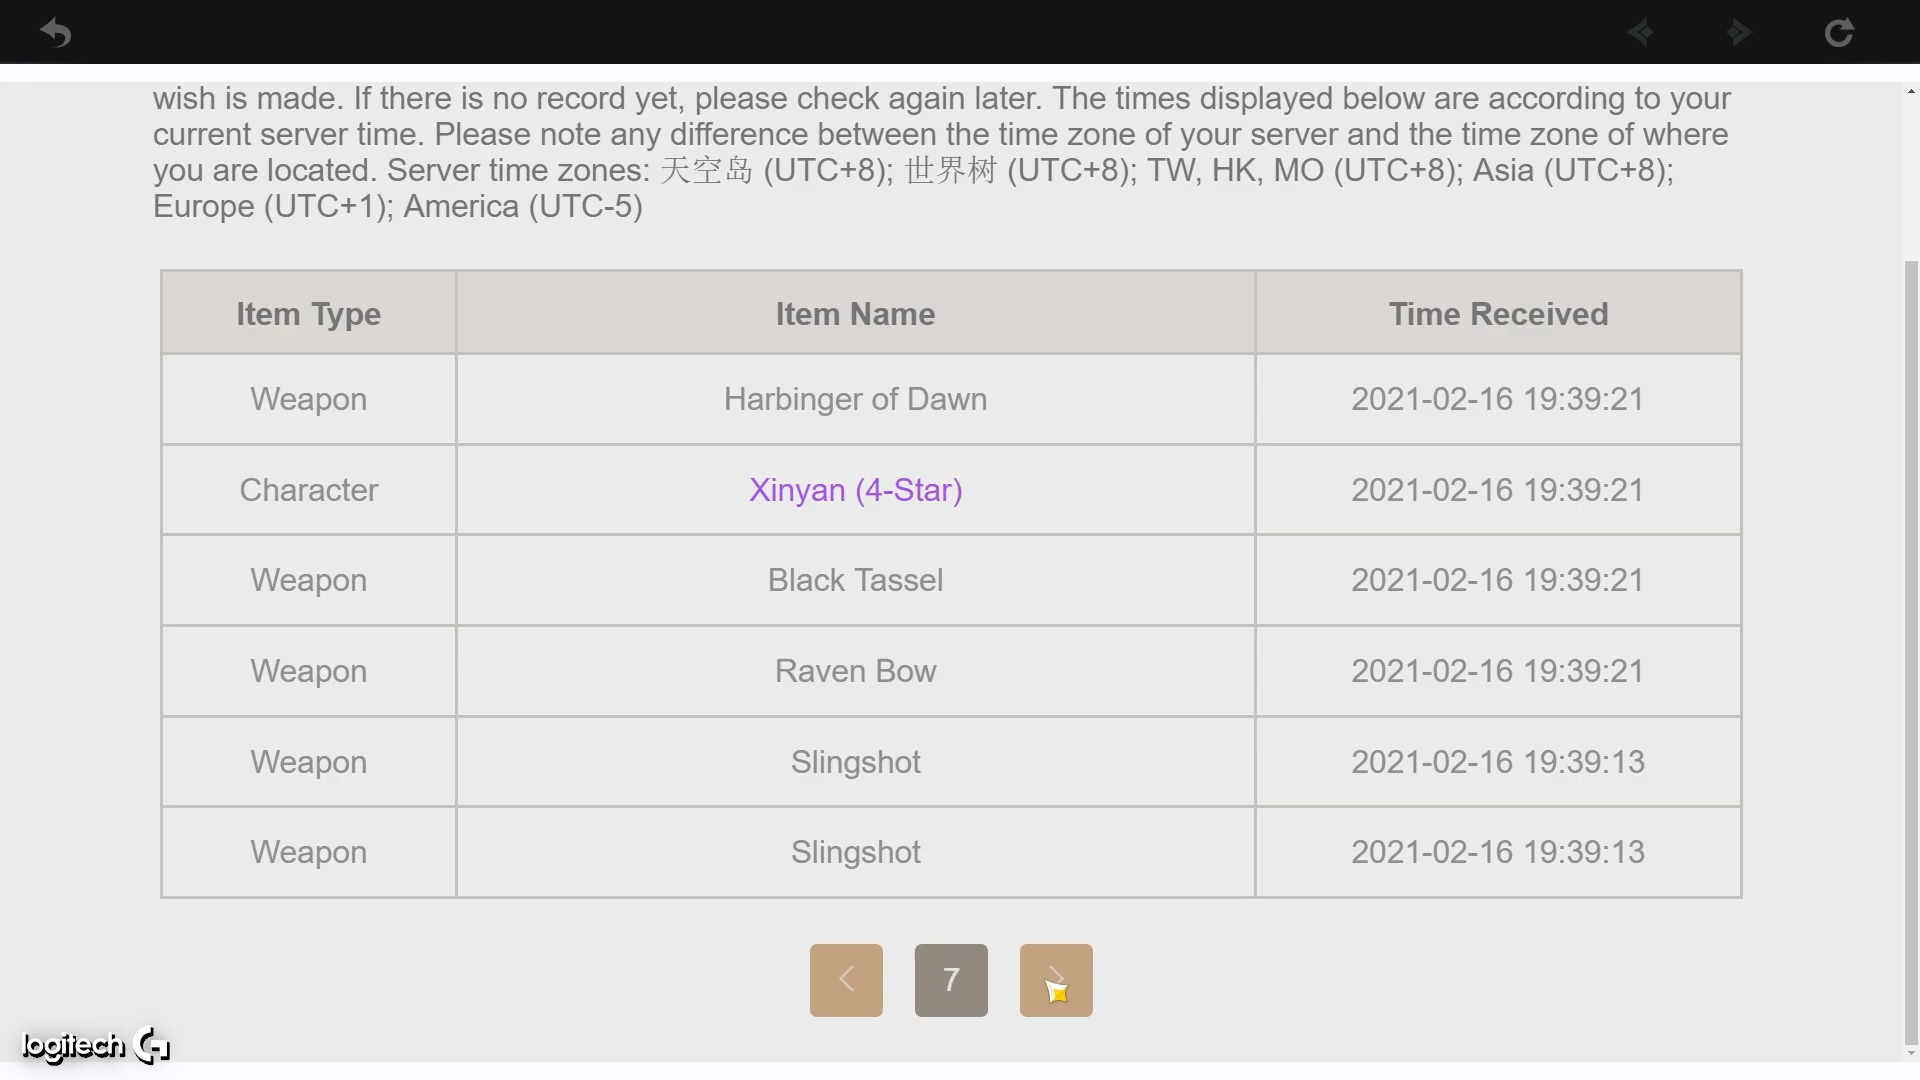 wish is made. If there is no record yet, please check again later. The times displayed below are according to your
current server time. Please note any difference between the time zone of your server and the time zone of where
you are located. Server time zones: 天空岛 (UTC+8); 世界树 (UTC+8); TW, HK, MO (UTC+8); Asia (UTC+8);
Europe (UTC+1); America (UTC-5)
Item Type Item Name Time Received
Weapon Harbinger of Dawn 2021-02-16 19:39:21
Character Xinyan (4-Star) 2021-02-16 19:39:21
Weapon Black Tassel 2021-02-16 19:39:21
Weapon Raven Bow 2021-02-16 19:39:21
Weapon Slingshot 2021-02-16 19:39:13
Weapon Slingshot 2021-02-16 19:39:13
7
logitech G